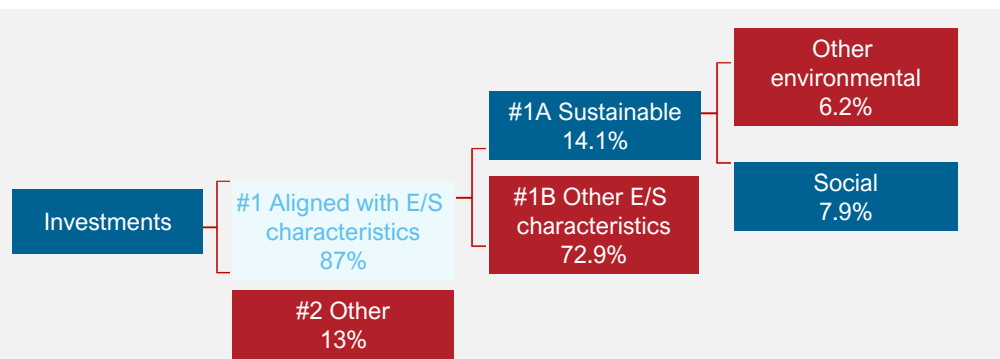 Investments
#1 Aligned with E/S
characteristics
87%
#2 Other
13%
#1A Sustainable
14.1%
#1B Other E/S
characteristics
72.9%
Other
environmental
6.2%
Social
7.9%